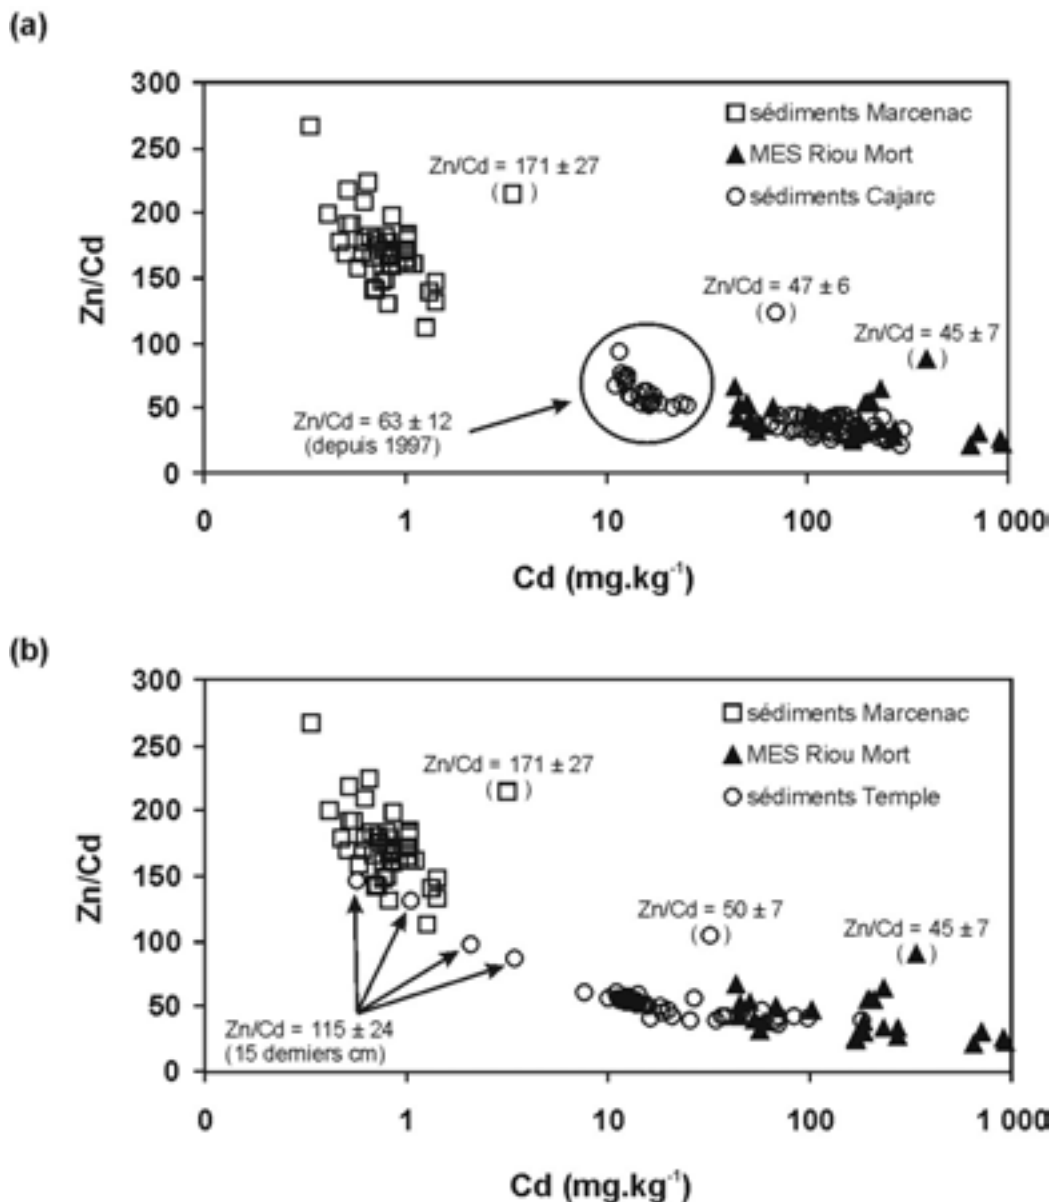 (a)
300
250
200
150
100
50
0
Zn/Cd
□ sédiments Marcenac
▲ MES Riou Mort
○ sédiments Cajarc
Zn/Cd = 171 ± 27
(□)
Zn/Cd = 47 ± 6
(○)
Zn/Cd = 45 ± 7
(▲)
Zn/Cd = 63 ± 12
(depuis 1997)
0 1 10 100 1 000
Cd (mg.kg⁻¹)
(b)
300
250
200
150
100
50
0
Zn/Cd
□ sédiments Marcenac
▲ MES Riou Mort
○ sédiments Temple
Zn/Cd = 171 ± 27
(□)
Zn/Cd = 50 ± 7
(○)
Zn/Cd = 45 ± 7
(▲)
Zn/Cd = 115 ± 24
(15 derniers cm)
0 1 10 100 1 000
Cd (mg.kg⁻¹)